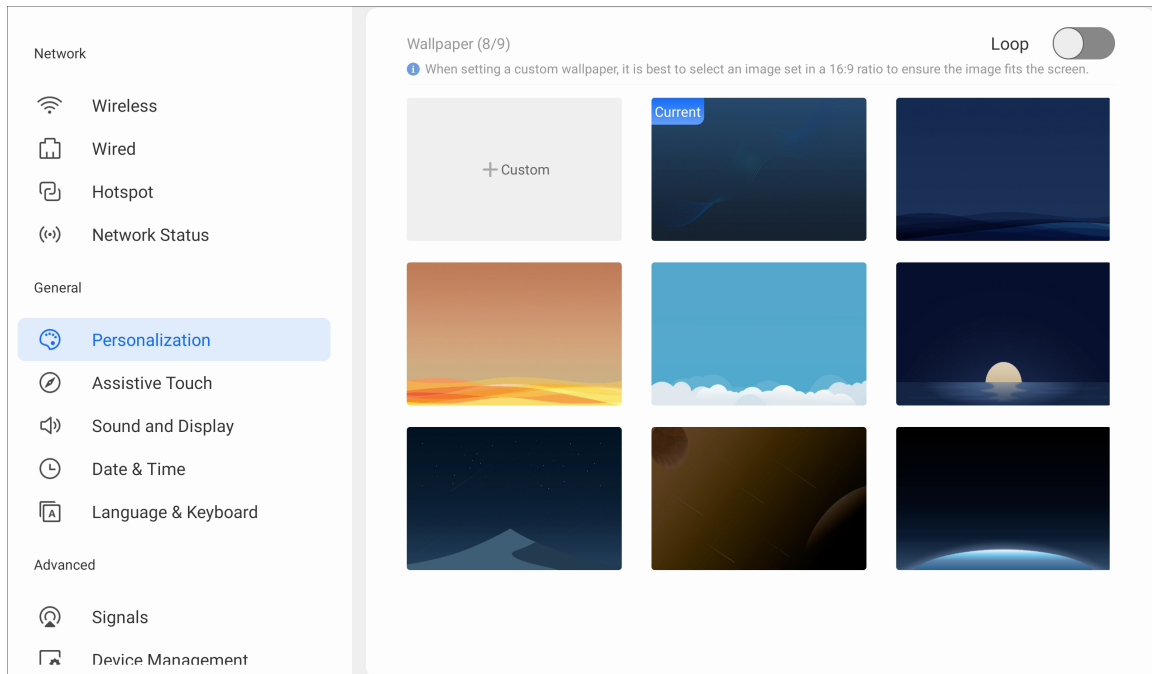 Network
Wireless
Wired
Hotspot
Network Status
General
Personalization
Assistive Touch
Sound and Display
Date & Time
Language & Keyboard
Advanced
Signals
Device Management
Wallpaper (8/9)
Loop
When setting a custom wallpaper, it is best to select an image set in a 16:9 ratio to ensure the image fits the screen.
Custom
Current